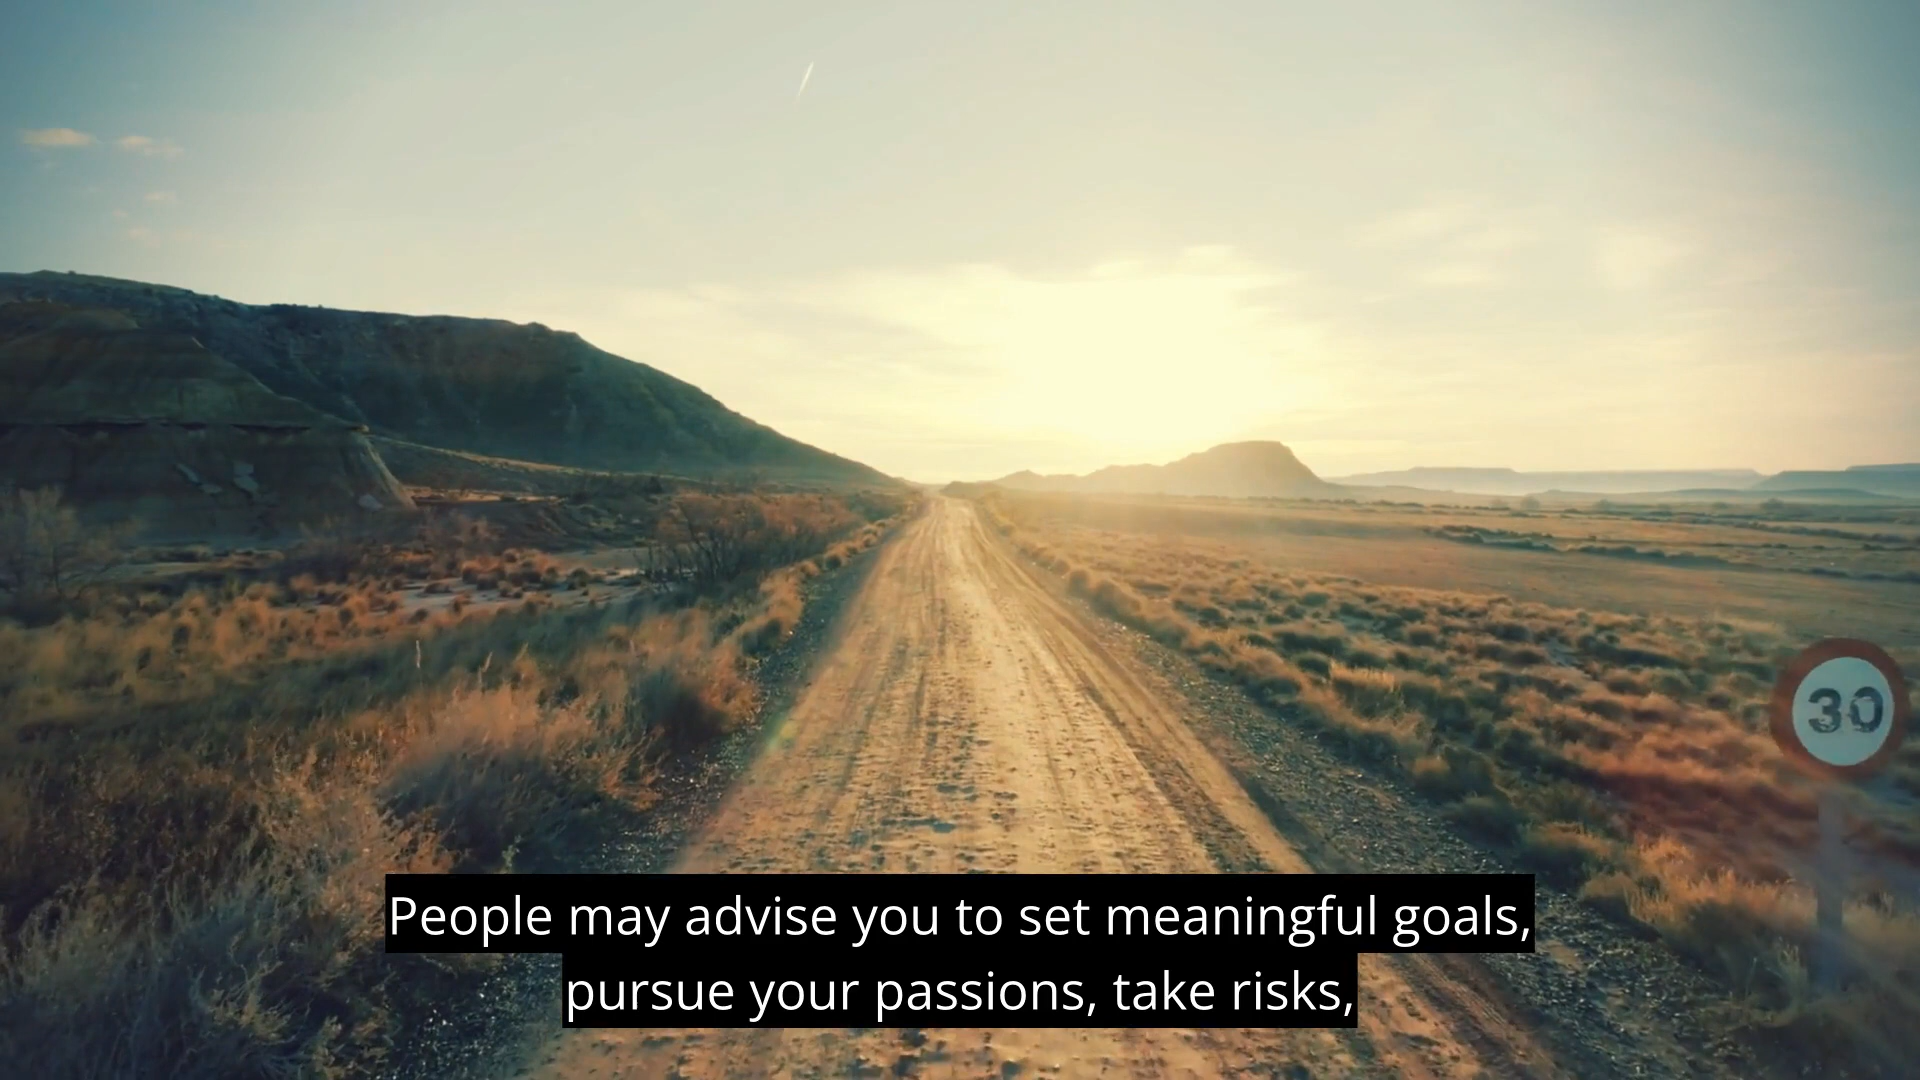 30
People may advise you to set meaningful goals,
pursue your passions, take risks,